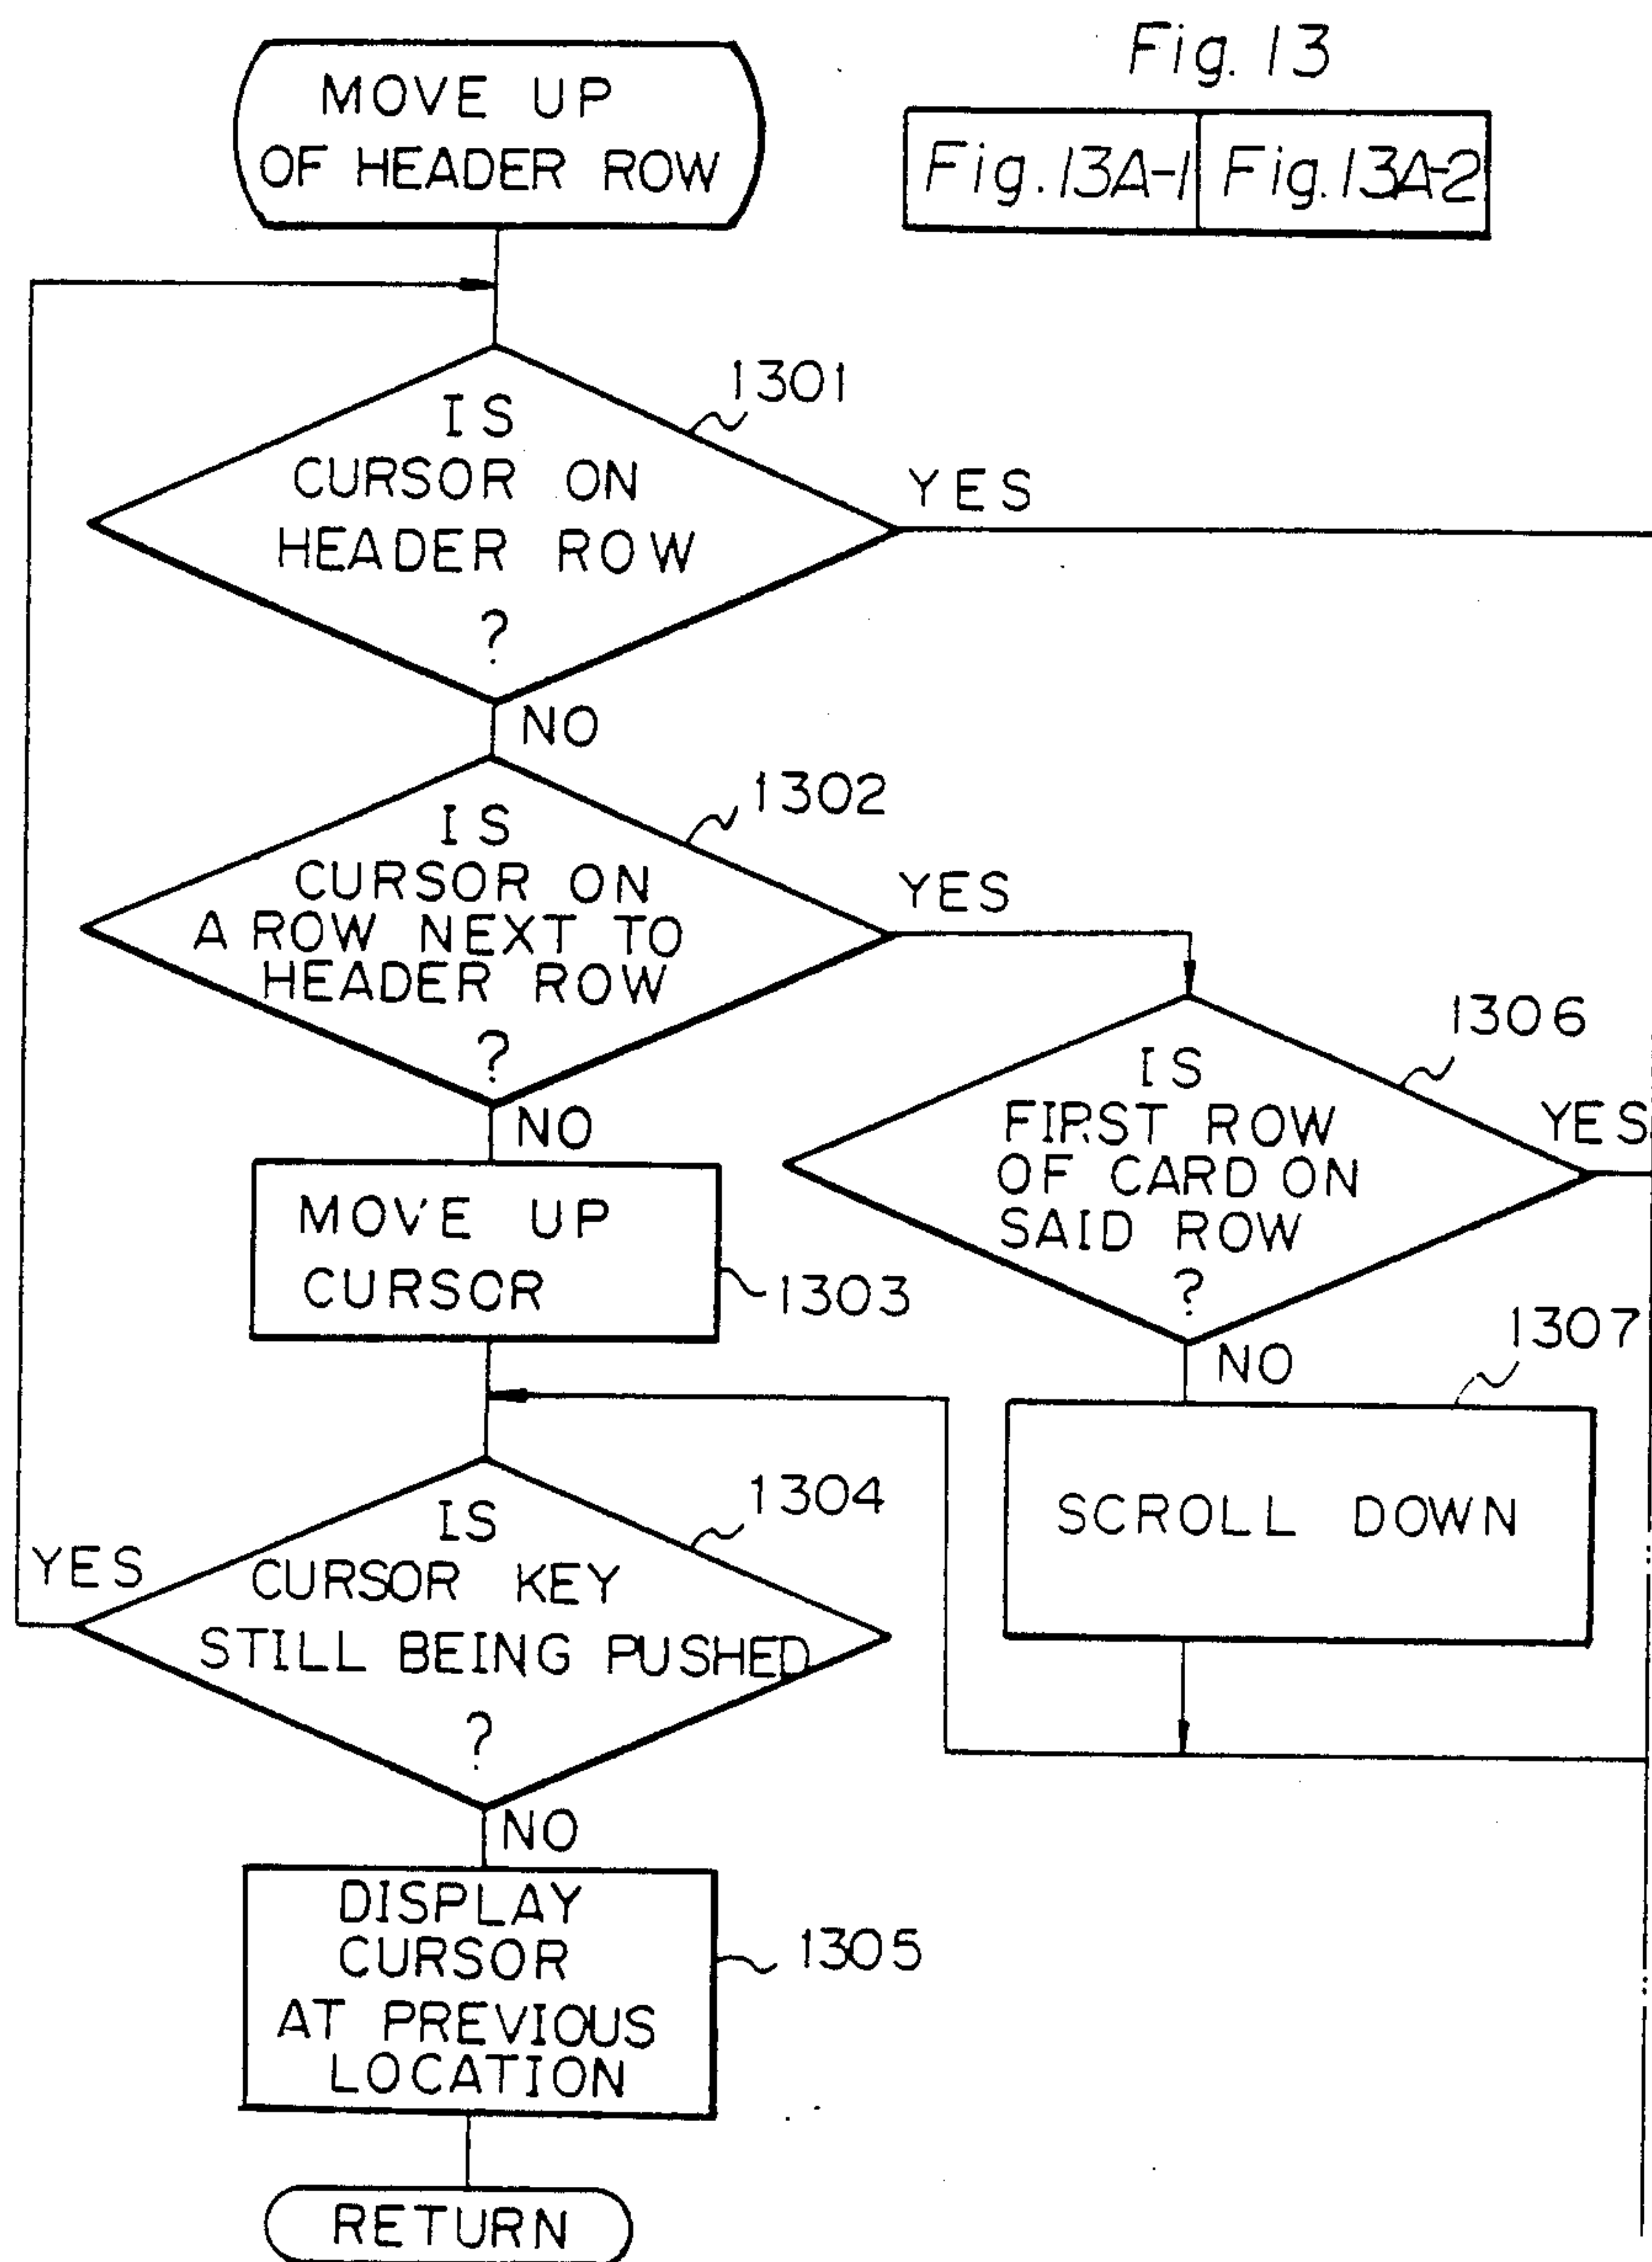 Fig. 13
Fig. 13A-1 Fig. 13A-2
MOVE UP
OF HEADER ROW
1301
IS
CURSOR ON
HEADER ROW
?
YES
NO
1302
IS
CURSOR ON
A ROW NEXT TO
HEADER ROW
?
YES
NO
1306
IS
FIRST ROW
OF CARD ON
SAID ROW
?
YES
NO
MOVE UP
CURSOR
1303
1307
SCROLL DOWN
1304
IS
CURSOR KEY
STILL BEING PUSHED
?
YES
NO
DISPLAY
CURSOR
AT PREVIOUS
LOCATION
1305
RETURN